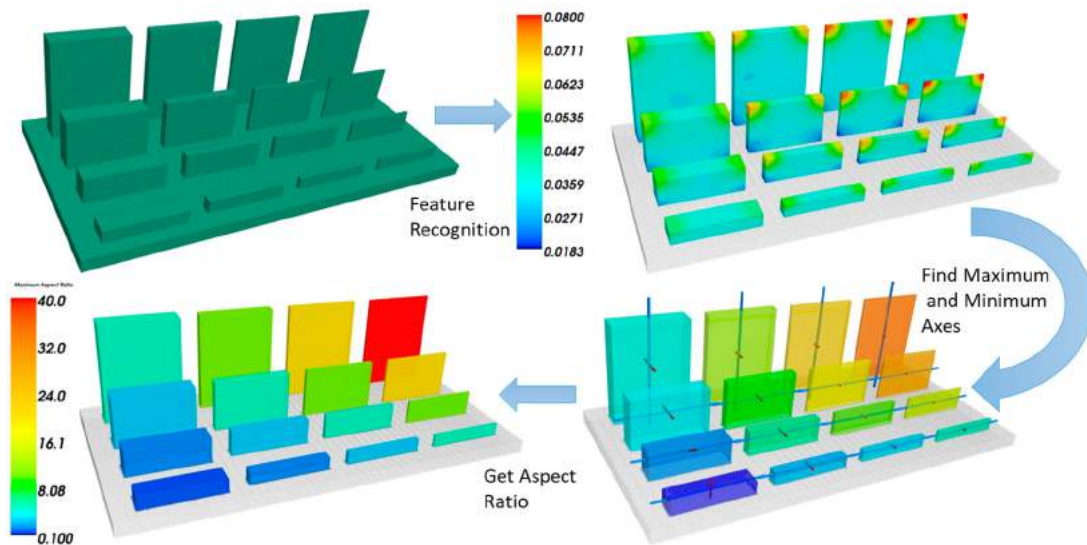 0.0800
0.0711
0.0623
0.0535
0.0447
0.0359
0.0271
0.0183
Feature
Recognition
Find Maximum
and Minimum
Axes
Maximum Aspect Ratio
40.0
32.0
24.0
16.1
8.08
0.100
Get Aspect
Ratio